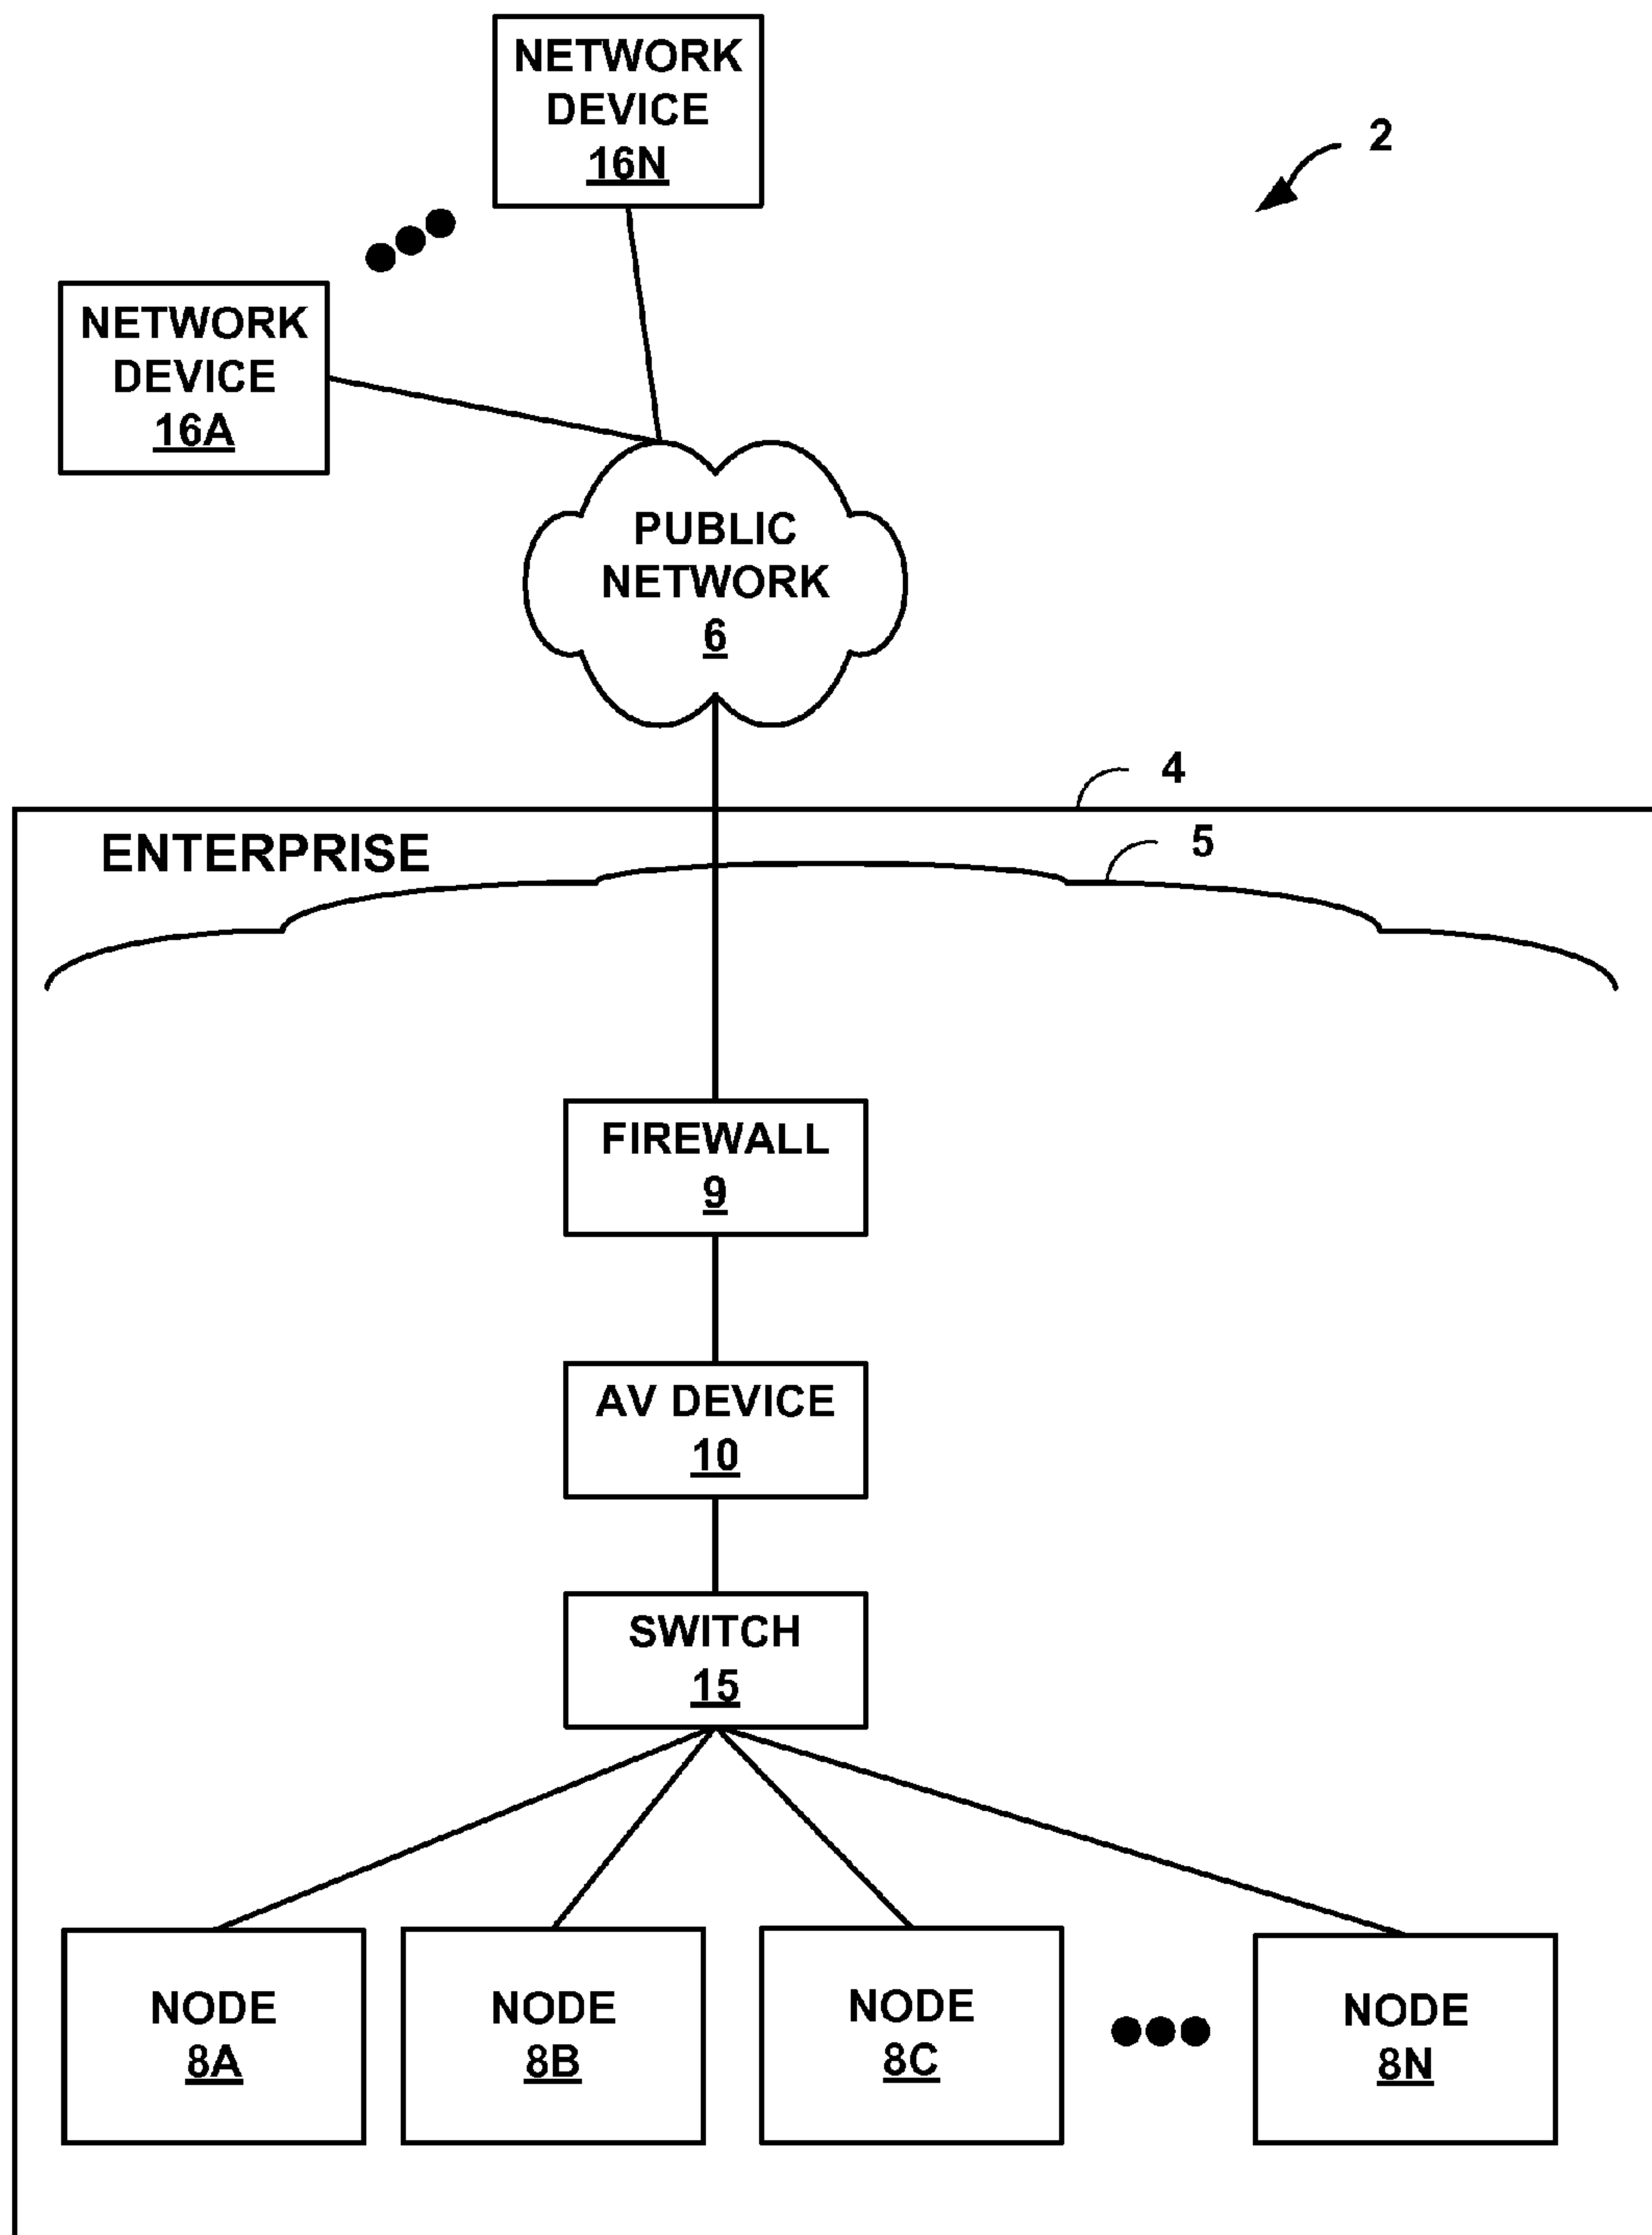 NETWORK
DEVICE
16N
2
NETWORK
DEVICE
16A
PUBLIC
NETWORK
6
4
ENTERPRISE
5
FIREWALL
9
AV DEVICE
10
SWITCH
15
NODE
8A
NODE
8B
NODE
8C
NODE
8N